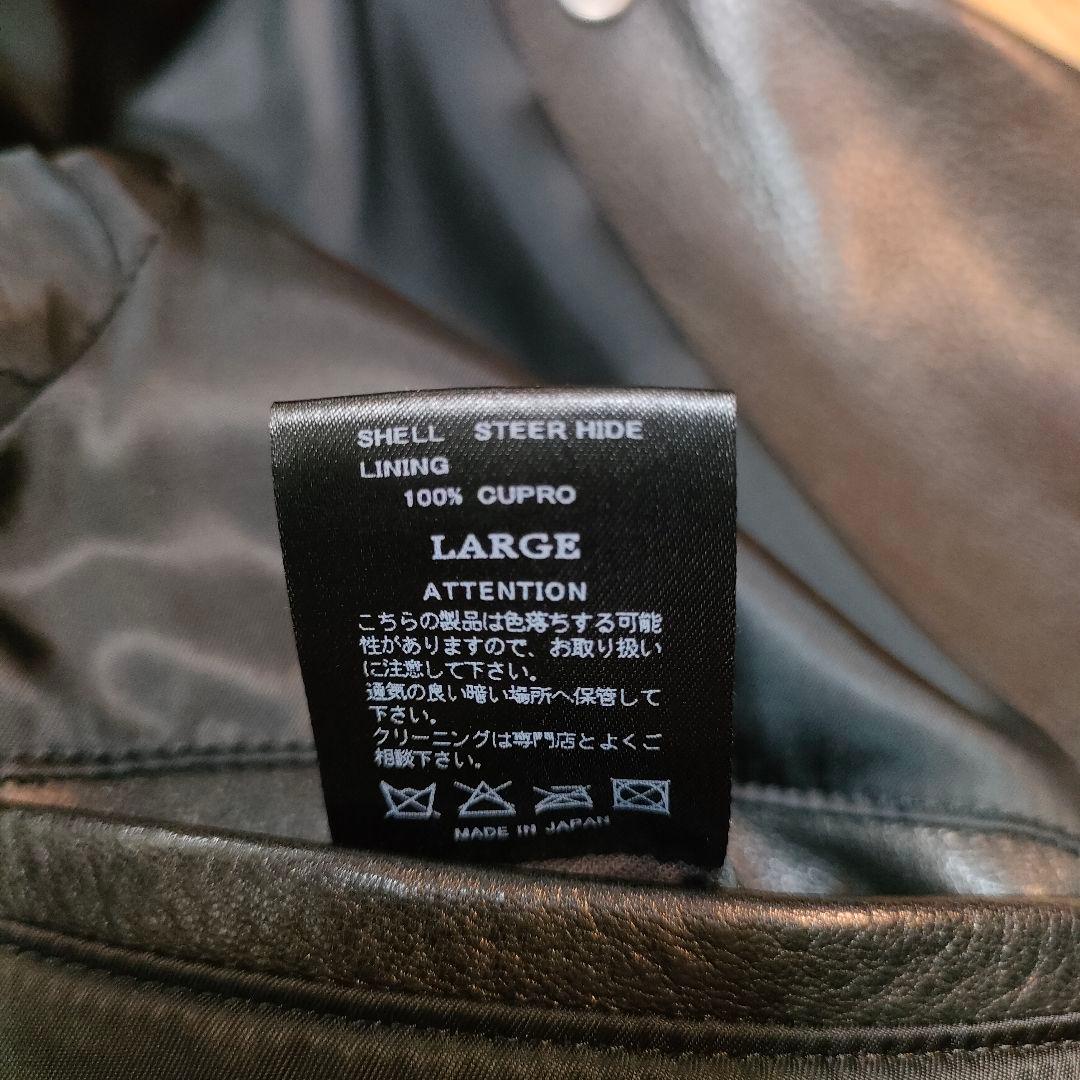 SHELL STEER HIDE
LINING
100% CUPRO
LARGE
ATTENTION
こちらの製品は色落ちする可能
性がありますので、お取り扱い
に注意して下さい。
通気の良い暗い場所へ保管して
下さい。
クリーニングは専門店とよくご
相談下さい。
MADE IN JAPAN